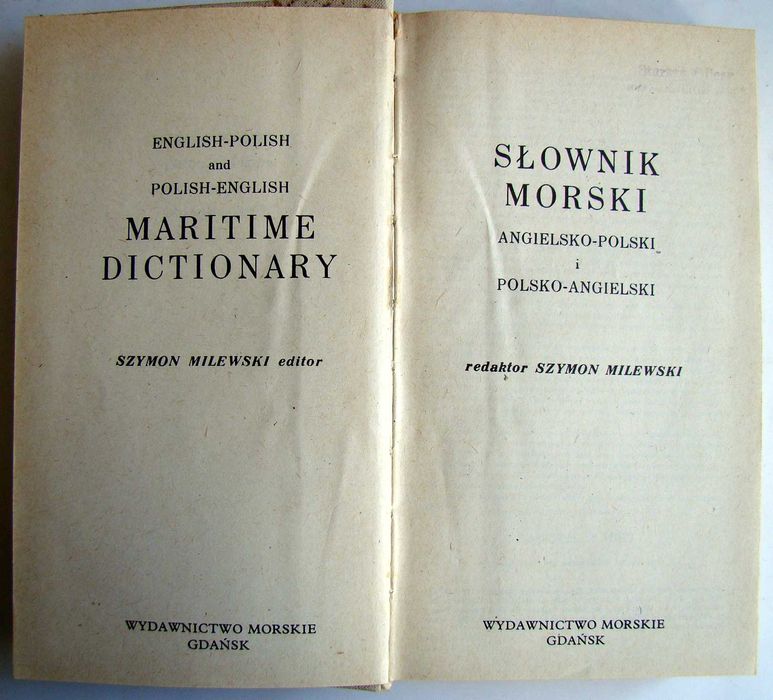 ENGLISH-POLISH
and
POLISH-ENGLISH
MARITIME
DICTIONARY
SZYMON MILEWSKI editor
WYDAWNICTWO MORSKIE
GDAŃSK
SŁOWNIK
MORSKI
ANGIELSKO-POLSKI
i
POLSKO-ANGIELSKI
redaktor SZYMON MILEWSKI
WYDAWNICTWO MORSKIE
GDAŃSK